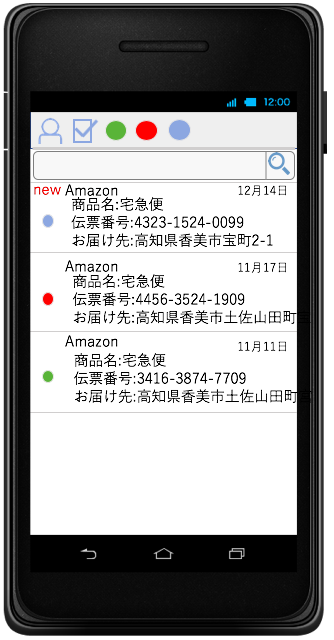 12:00
new Amazon 12月14日
商品名:宅急便
伝票番号:4323-1524-0099
お届け先:高知県香美市宝町2-1
Amazon 11月17日
商品名:宅急便
伝票番号:4456-3524-1909
お届け先:高知県香美市土佐山田町
Amazon 11月11日
商品名:宅急便
伝票番号:3416-3874-7709
お届け先:高知県香美市土佐山田町